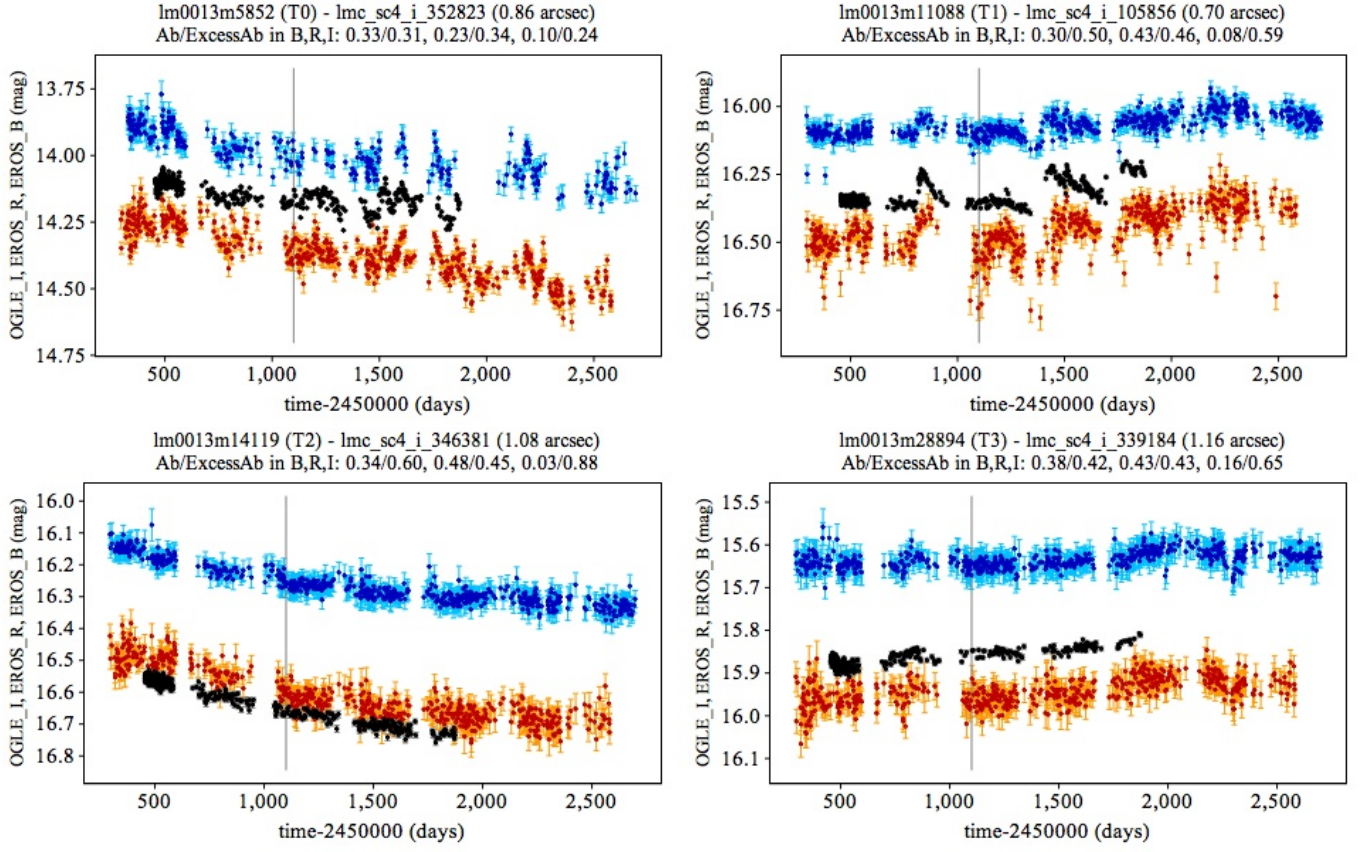 lm0013m5852 (T0) - lmc_sc4_i_352823 (0.86 arcsec)
Ab/ExcessAb in B,R,I: 0.33/0.31, 0.23/0.34, 0.10/0.24
OGLE_I, EROS_R, EROS_B (mag)
13.75
14.00
14.25
14.50
14.75
500
1,000
1,500
2,000
2,500
time-2450000 (days)
lm0013m11088 (T1) - lmc_sc4_i_105856 (0.70 arcsec)
Ab/ExcessAb in B,R,I: 0.30/0.50, 0.43/0.46, 0.08/0.59
OGLE_I, EROS_R, EROS_B (mag)
16.00
16.25
16.50
16.75
500
1,000
1,500
2,000
2,500
time-2450000 (days)
lm0013m14119 (T2) - lmc_sc4_i_346381 (1.08 arcsec)
Ab/ExcessAb in B,R,I: 0.34/0.60, 0.48/0.45, 0.03/0.88
OGLE_I, EROS_R, EROS_B (mag)
16.0
16.1
16.2
16.3
16.4
16.5
16.6
16.7
16.8
500
1,000
1,500
2,000
2,500
time-2450000 (days)
lm0013m28894 (T3) - lmc_sc4_i_339184 (1.16 arcsec)
Ab/ExcessAb in B,R,I: 0.38/0.42, 0.43/0.43, 0.16/0.65
OGLE_I, EROS_R, EROS_B (mag)
15.5
15.6
15.7
15.8
15.9
16.0
16.1
500
1,000
1,500
2,000
2,500
time-2450000 (days)